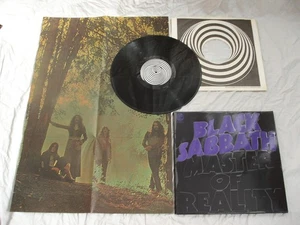 BLACK
SABBATH
MASTER
OF
REALITY